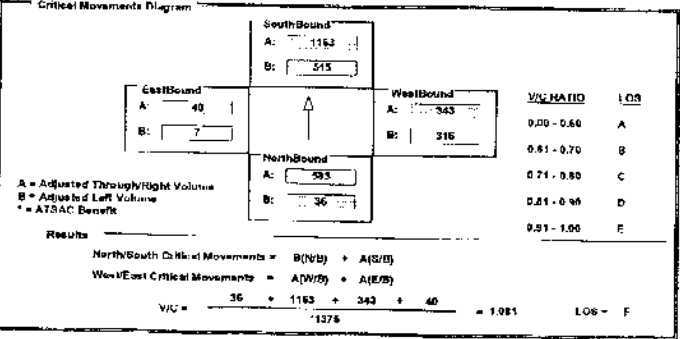 Critical Movements Diagram
SouthBound
A: 1163
B: 515
EastBound
A: 40
B: 7
WestBound
A: 343
B: 316
V/C RATIO LOS
0.00 - 0.60 A
0.61 - 0.70 B
0.71 - 0.80 C
0.81 - 0.90 D
0.91 - 1.00 E
NorthBound
A: 593
B: 36
A = Adjusted Through/Right Volume
B = Adjusted Left Volume
* = ATSAC Benefit
Results
North/South Critical Movements = B(N/B) + A(S/B)
West/East Critical Movements = A(W/B) + A(E/B)
36 + 1163 + 343 + 40
V/C = = 1.081 LOS = F
1375